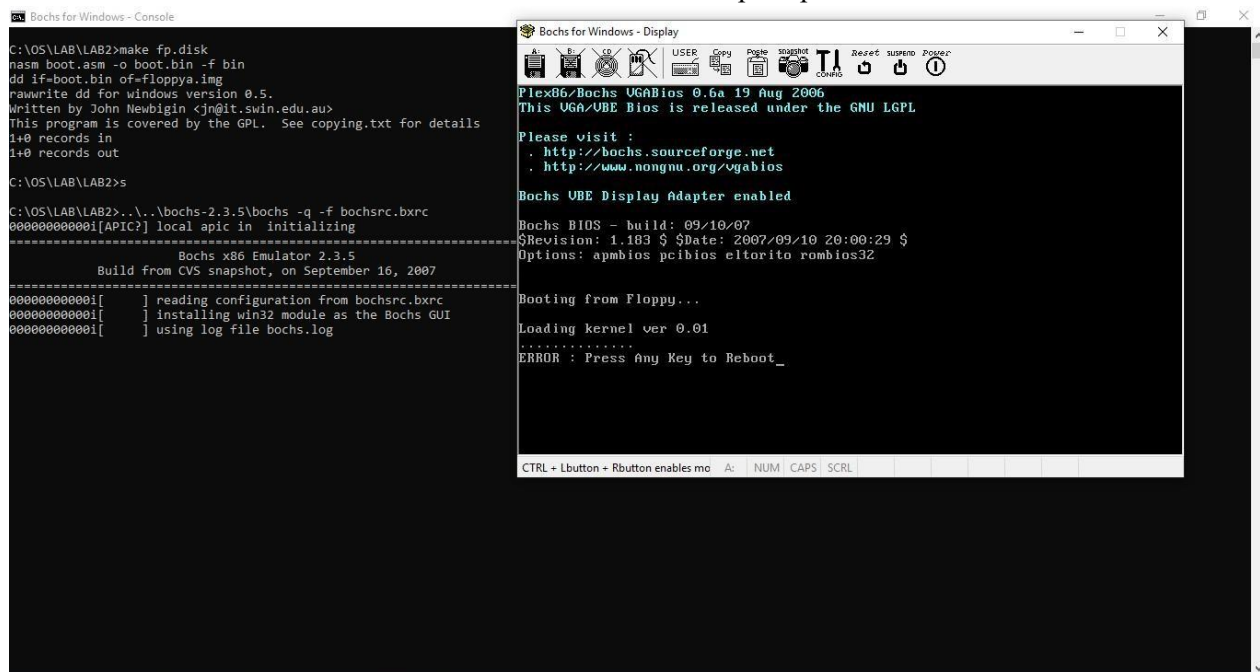 Bochs for Windows - Console
C:\OS\LAB\LAB2>make fp.disk
nasm boot.asm -o boot.bin -f bin
dd if=boot.bin of=floppya.img
rawwrite dd for windows version 0.5.
Written by John Newbigin <jn@it.swin.edu.au>
This program is covered by the GPL.  See copying.txt for details
1+0 records in
1+0 records out
C:\OS\LAB\LAB2>s
C:\OS\LAB\LAB2>..\..\bochs-2.3.5\bochs -q -f bochsrc.bxrc
00000000000i[APIC?] local apic in  initializing
========================================================================
Bochs x86 Emulator 2.3.5
Build from CVS snapshot, on September 16, 2007
========================================================================
00000000000i[     ] reading configuration from bochsrc.bxrc
00000000000i[     ] installing win32 module as the Bochs GUI
00000000000i[     ] using log file bochs.log
Bochs for Windows - Display
A: B: CD USER Copy Paste snapshot CONFIG Reset SUSPEND Power
Plex86/Bochs VGABios 0.6a 19 Aug 2006
This VGA/VBE Bios is released under the GNU LGPL
Please visit :
. http://bochs.sourceforge.net
. http://www.nongnu.org/vgabios
Bochs VBE Display Adapter enabled
Bochs BIOS - build: 09/10/07
$Revision: 1.183 $ $Date: 2007/09/10 20:00:29 $
Options: apmbios pcibios eltorito rombios32
Booting from Floppy...
Loading kernel ver 0.01
..............
ERROR : Press Any Key to Reboot_
CTRL + Lbutton + Rbutton enables mo A: NUM CAPS SCRL